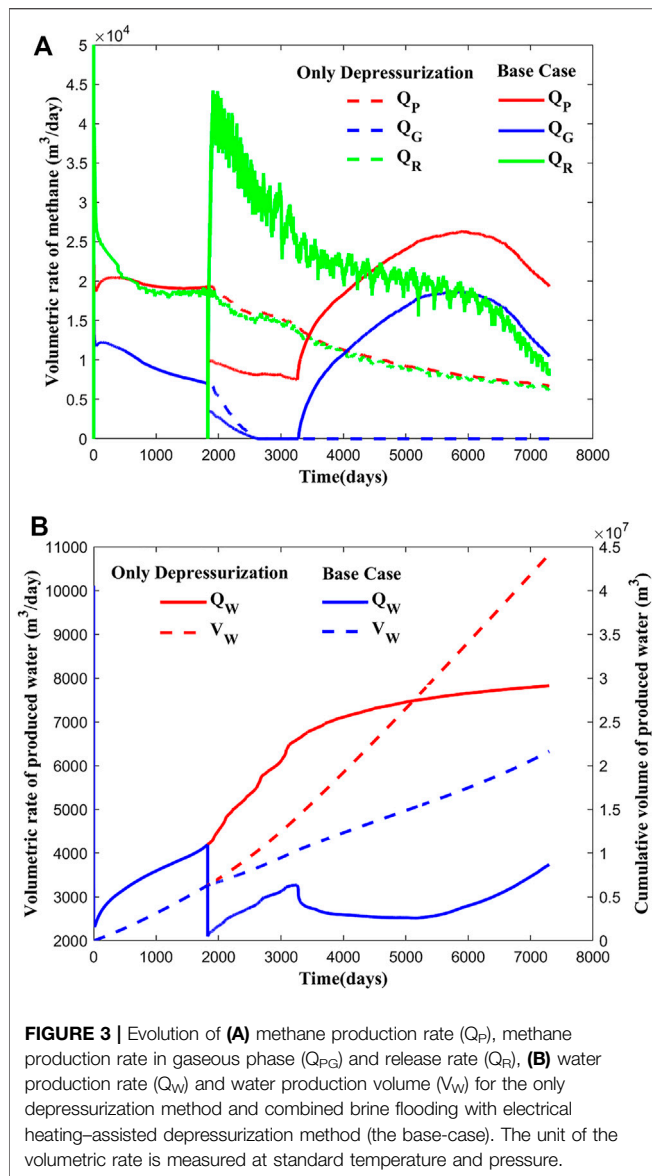 A
×10⁴
Only Depressurization Base Case
Q_P Q_P
Q_G Q_G
Q_R Q_R
Volumetric rate of methane (m³/day)
5
4.5
4
3.5
3
2.5
2
1.5
1
0.5
0
0 1000 2000 3000 4000 5000 6000 7000 8000
Time(days)
B
×10⁷
Only Depressurization Base Case
Q_W Q_W
V_W V_W
Volumetric rate of produced water (m³/day)
11000
10000
9000
8000
7000
6000
5000
4000
3000
2000
Cumulative volume of produced water (m³)
4.5
4
3.5
3
2.5
2
1.5
1
0.5
0
0 1000 2000 3000 4000 5000 6000 7000 8000
Time(days)
FIGURE 3 | Evolution of (A) methane production rate (Q_P), methane
production rate in gaseous phase (Q_PG) and release rate (Q_R), (B) water
production rate (Q_W) and water production volume (V_W) for the only
depressurization method and combined brine flooding with electrical
heating–assisted depressurization method (the base-case). The unit of the
volumetric rate is measured at standard temperature and pressure.